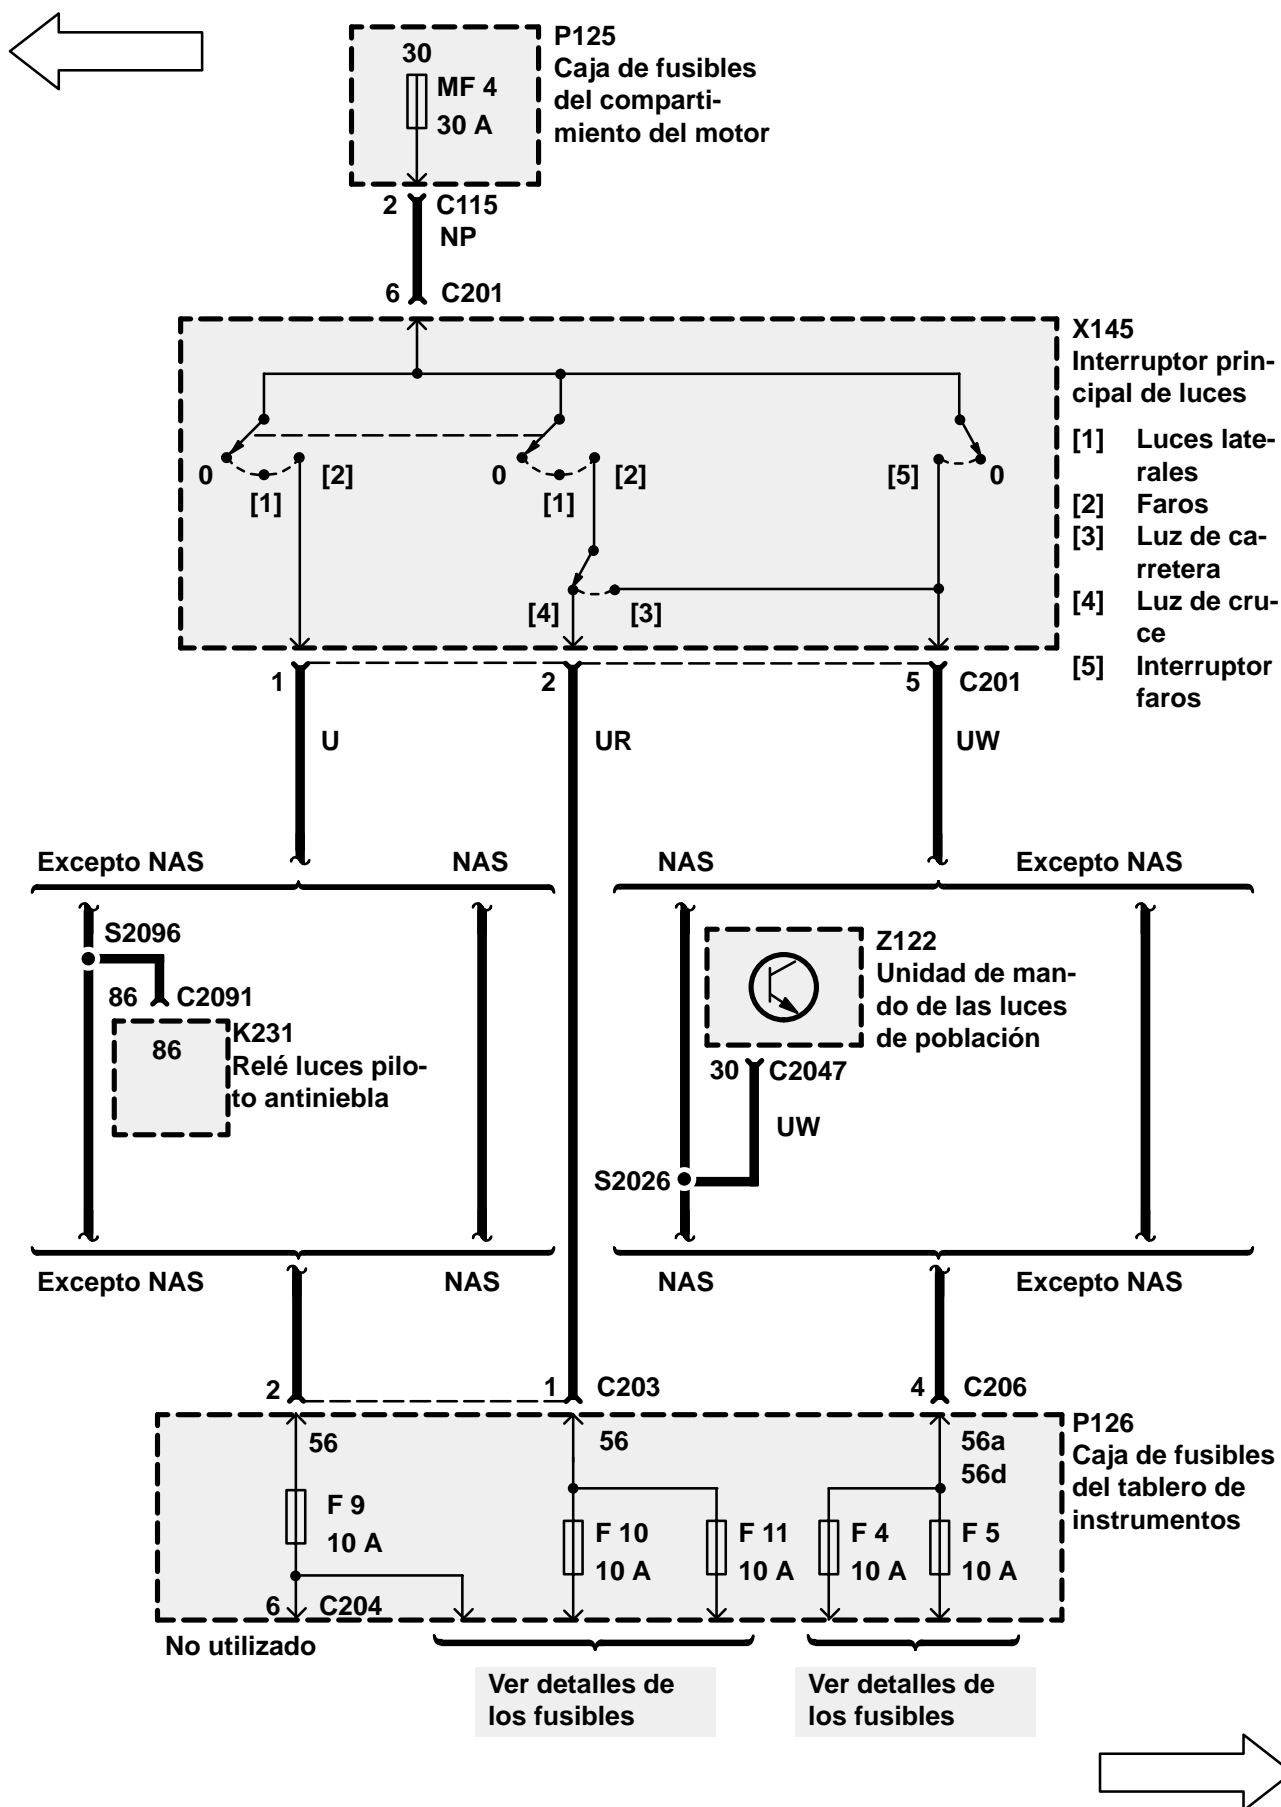 30
MF 4
30 A
P125
Caja de fusibles
del comparti-
miento del motor
2 C115
NP
6 C201
X145
Interruptor prin-
cipal de luces
[1] Luces late-
rales
[2] Faros
[3] Luz de ca-
rretera
[4] Luz de cru-
ce
[5] Interruptor
faros
0 [1] [2]
0 [1] [2]
[5] 0
[4] [3]
1 2 5 C201
U UR UW
Excepto NAS NAS
NAS Excepto NAS
S2096
86 C2091
86
K231
Relé luces pilo-
to antiniebla
Z122
Unidad de man-
do de las luces
de población
30 C2047
UW
S2026
Excepto NAS NAS
NAS Excepto NAS
2 1 C203
4 C206
P126
Caja de fusibles
del tablero de
instrumentos
56
56
56a
56d
F 9
10 A
F 10
10 A
F 11
10 A
F 4
10 A
F 5
10 A
6 C204
No utilizado
Ver detalles de
los fusibles
Ver detalles de
los fusibles